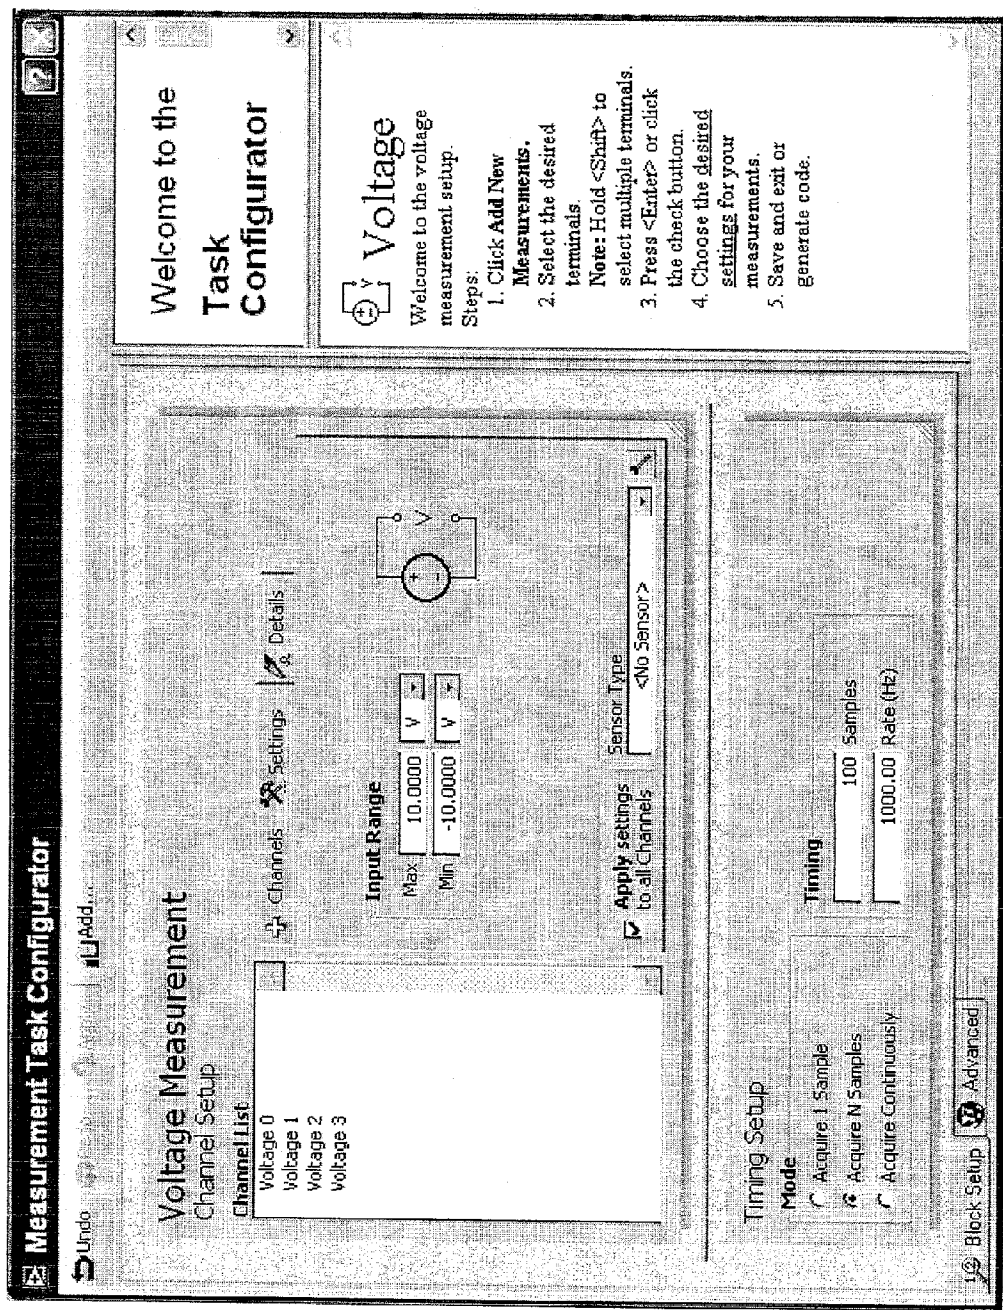 Measurement Task Configurator
Undo
Add...
Voltage Measurement
Channel Setup
Channel List
Voltage 0
Voltage 1
Voltage 2
Voltage 3
Channels
Settings
Details
Input Range
Max 10.0000 V
Min -10.0000 V
V
Apply settings
to all Channels
Sensor Type
<No Sensor>
Timing Setup
Mode
Acquire 1 Sample
Acquire N Samples
Acquire Continuously
Timing
100 Samples
1000.00 Rate (Hz)
Block Setup
Advanced
Welcome to the
Task
Configurator
V
Voltage
Welcome to the voltage
measurement setup.
Steps:
1. Click Add New
Measurements.
2. Select the desired
terminals.
Note: Hold <Shift> to
select multiple terminals.
3. Press <Enter> or click
the check button.
4. Choose the desired
settings for your
measurements.
5. Save and exit or
generate code.